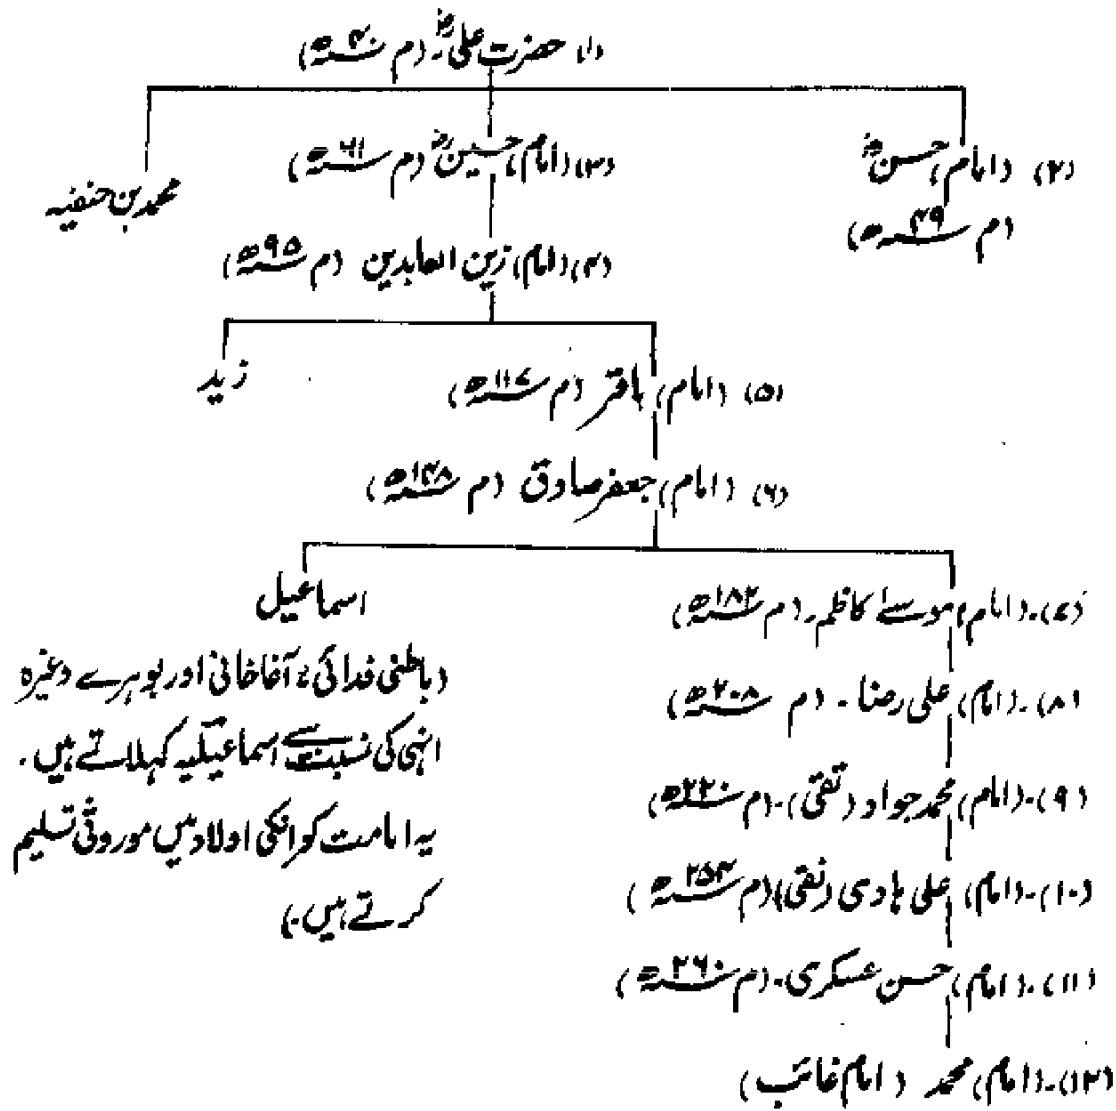 (۱) حضرت علیؓ (م ۴۰ھ)
(۲) (امام) حسنؓ
(م ۴۹ھ)
(۳) (امام) حسینؓ (م ۶۱ھ)
محمد بن حنفیہ
(۴) (امام) زین العابدین (م ۹۵ھ)
(۵) (امام) باقر (م ۱۱۷ھ)
زید
(۶) (امام) جعفر صادق (م ۱۴۸ھ)
(۷)۔ (امام) موسےٰ کاظم۔ (م ۱۸۳ھ)
(۸)۔ (امام) علی رضا۔ (م ۲۰۸ھ)
(۹)۔ (امام) محمد جواد (تقی)۔ (م ۲۲۰ھ)
(۱۰)۔ (امام) علی ہادی (نقی) (م ۲۵۴ھ)
(۱۱)۔ (امام) حسن عسکری۔ (م ۲۶۰ھ)
(۱۲)۔ (امام) محمد (امام غائب)
اسماعیل
(باطنی فدائی، آغاخانی اور بوہرے وغیرہ
انہی کی نسبت سے اسماعیلیہ کہلاتے ہیں۔
یہ امامت کو انکی اولاد میں موروثی تسلیم
کرتے ہیں۔)